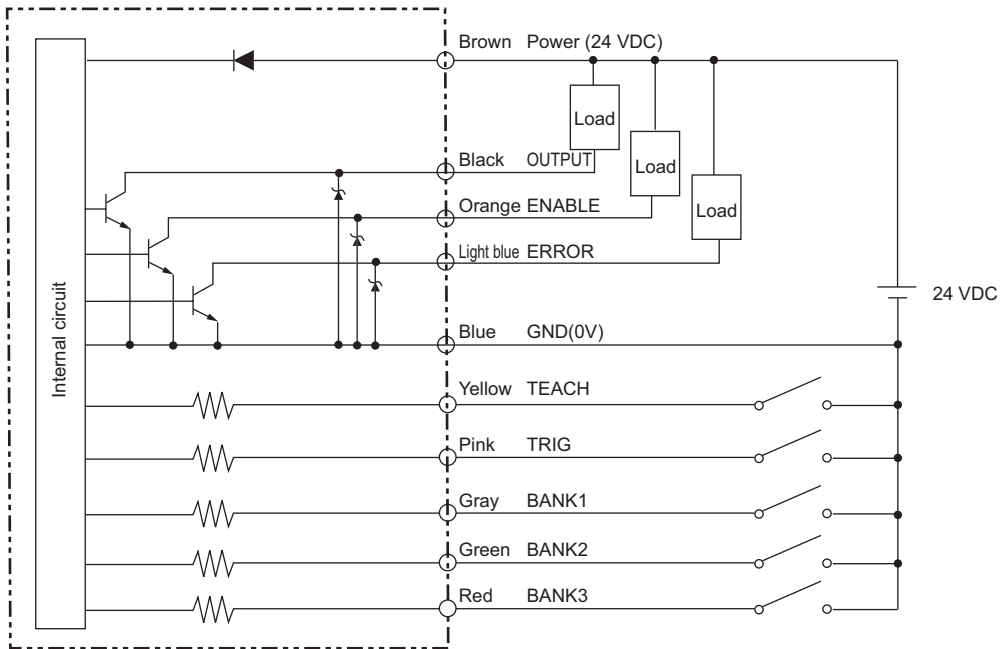 Brown Power (24 VDC)
Load
Black OUTPUT
Load
Orange ENABLE
Load
Light blue ERROR
24 VDC
Blue GND(0V)
Internal circuit
Yellow TEACH
Pink TRIG
Gray BANK1
Green BANK2
Red BANK3